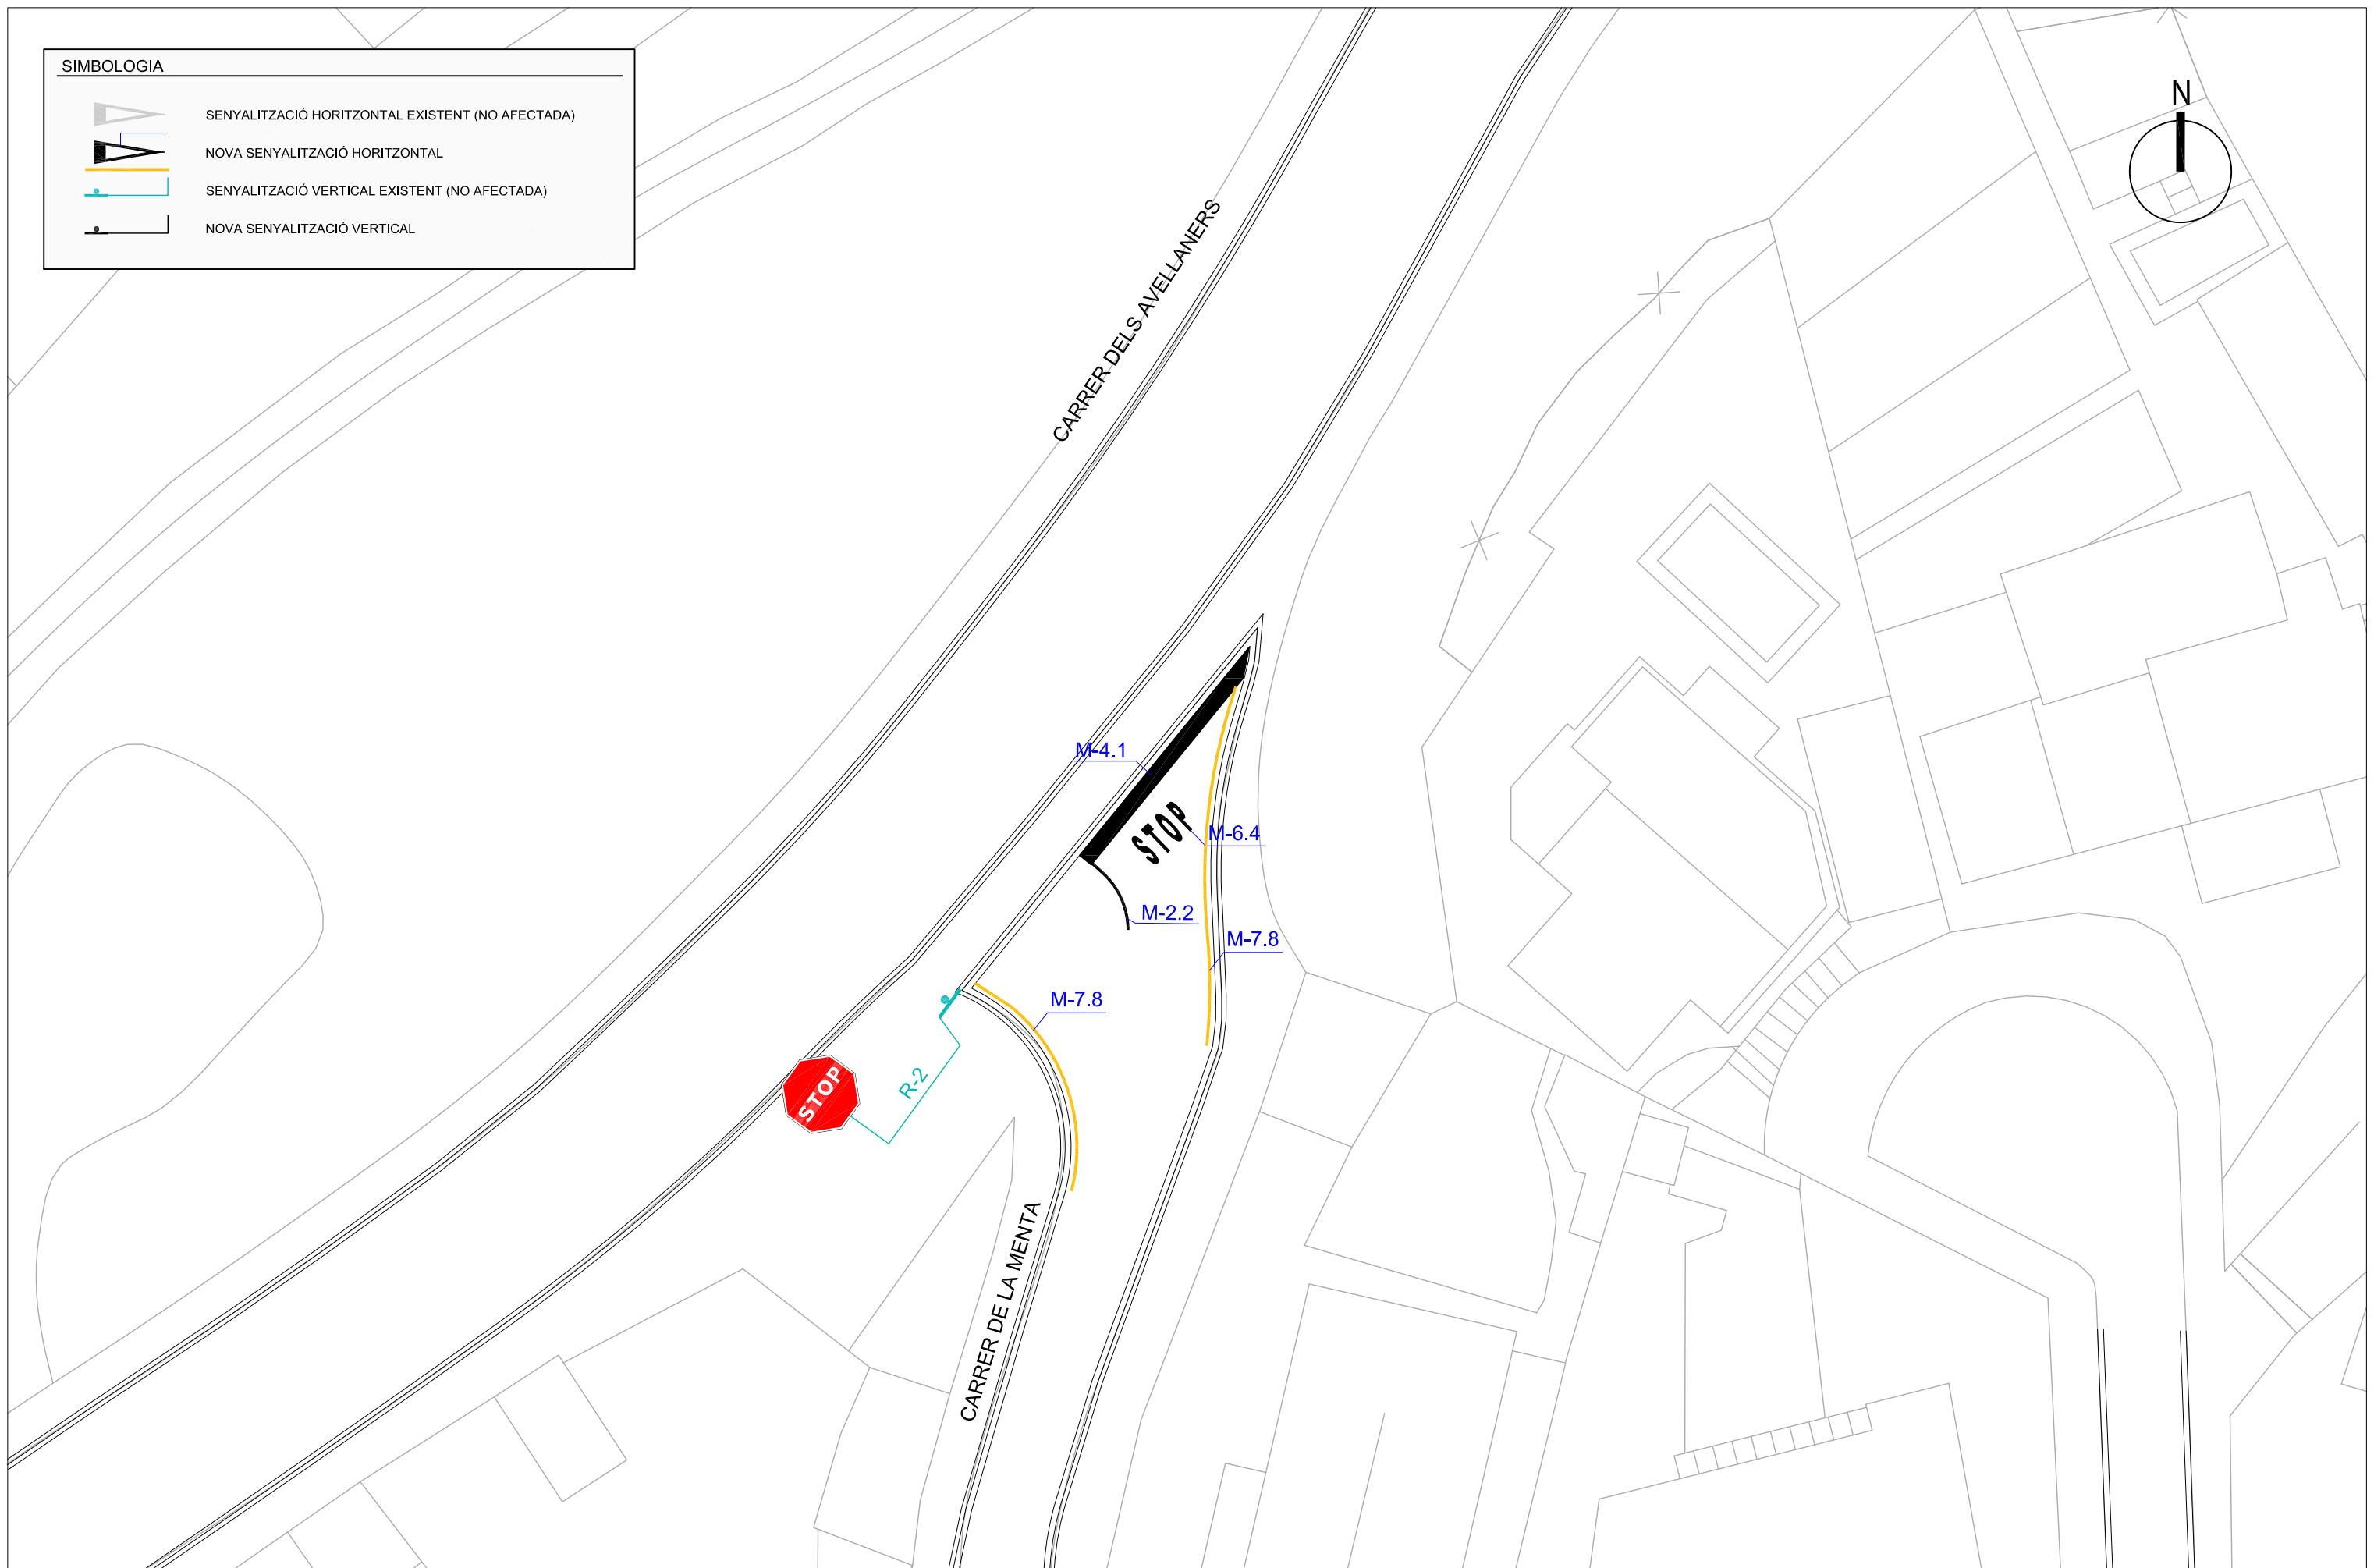 SIMBOLOGIA
SENYALITZACIÓ HORITZONTAL EXISTENT (NO AFECTADA)
NOVA SENYALITZACIÓ HORITZONTAL
SENYALITZACIÓ VERTICAL EXISTENT (NO AFECTADA)
NOVA SENYALITZACIÓ VERTICAL
N
CARRER DELS AVELLANERS
M-4.1
STOP
M-6.4
M-2.2
M-7.8
M-7.8
STOP
R-2
CARRER DE LA MENTA